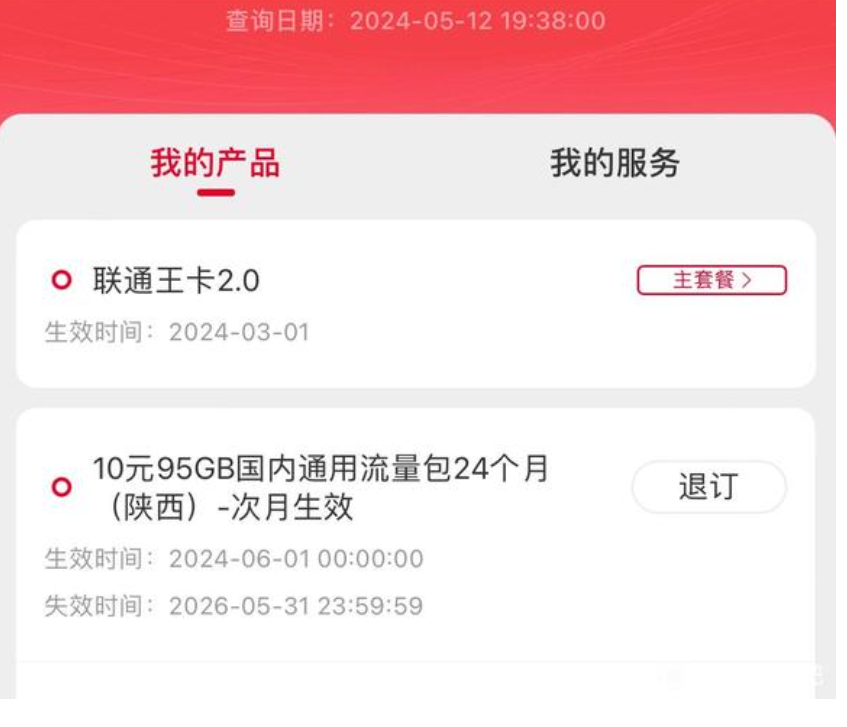 查询日期：2024-05-12 19:38:00
我的产品
我的服务
联通王卡2.0
主套餐
生效时间：2024-03-01
10元95GB国内通用流量包24个月
（陕西）-次月生效
退订
生效时间：2024-06-01 00:00:00
失效时间：2026-05-31 23:59:59